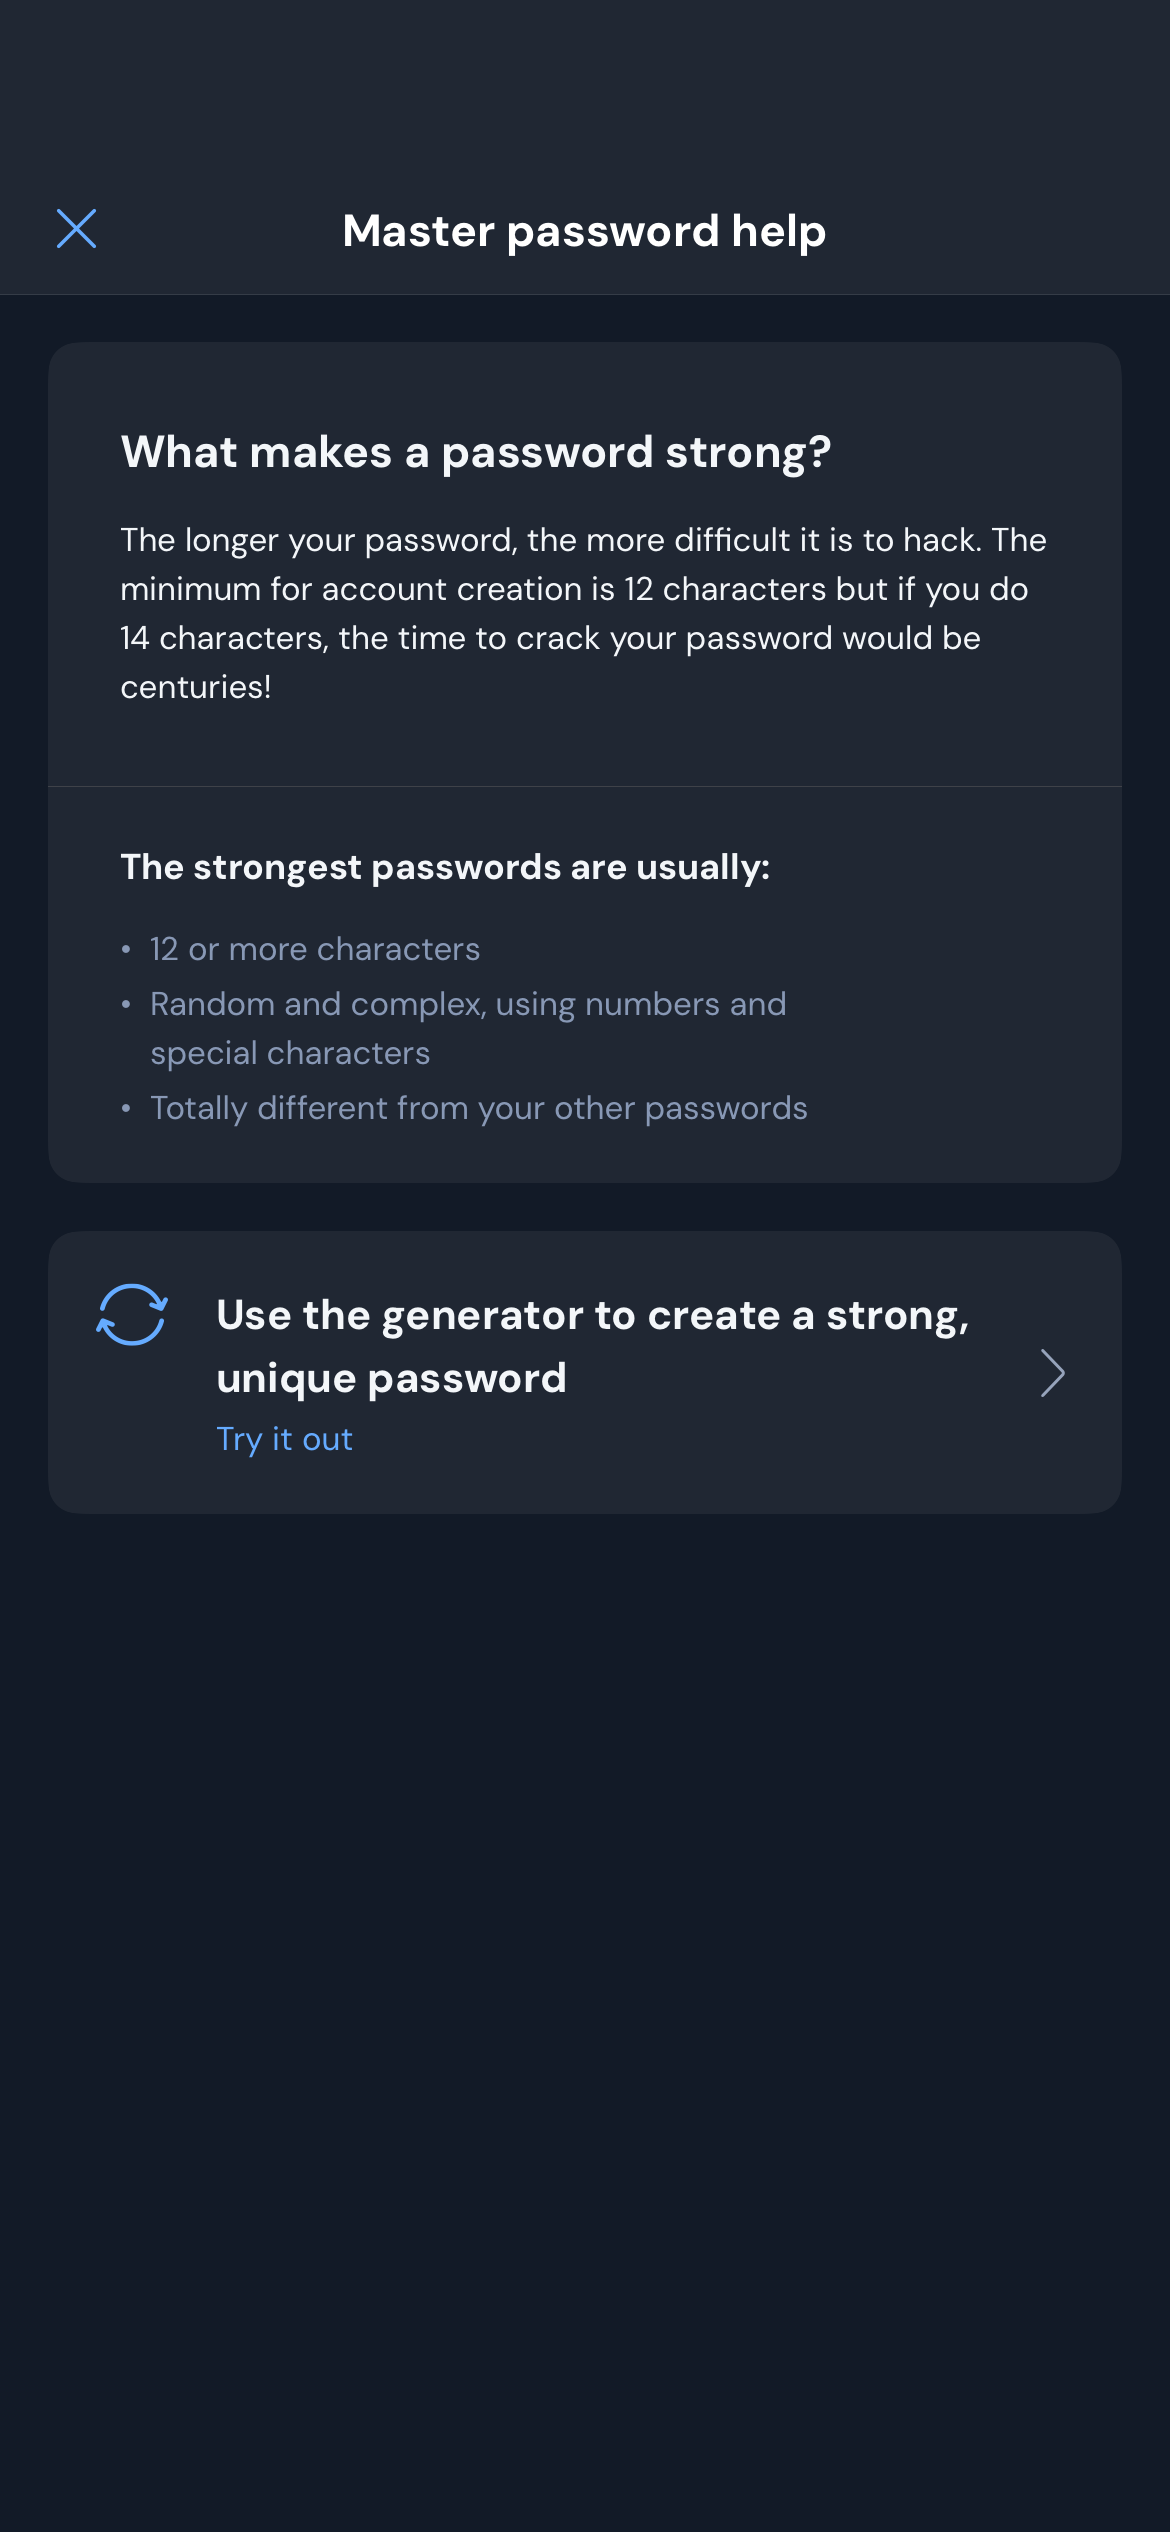 Master password help
What makes a password strong?
The longer your password, the more difficult it is to hack. The
minimum for account creation is 12 characters but if you do
14 characters, the time to crack your password would be
centuries!
The strongest passwords are usually:
• 12 or more characters
• Random and complex, using numbers and
special characters
• Totally different from your other passwords
Use the generator to create a strong,
unique password
Try it out